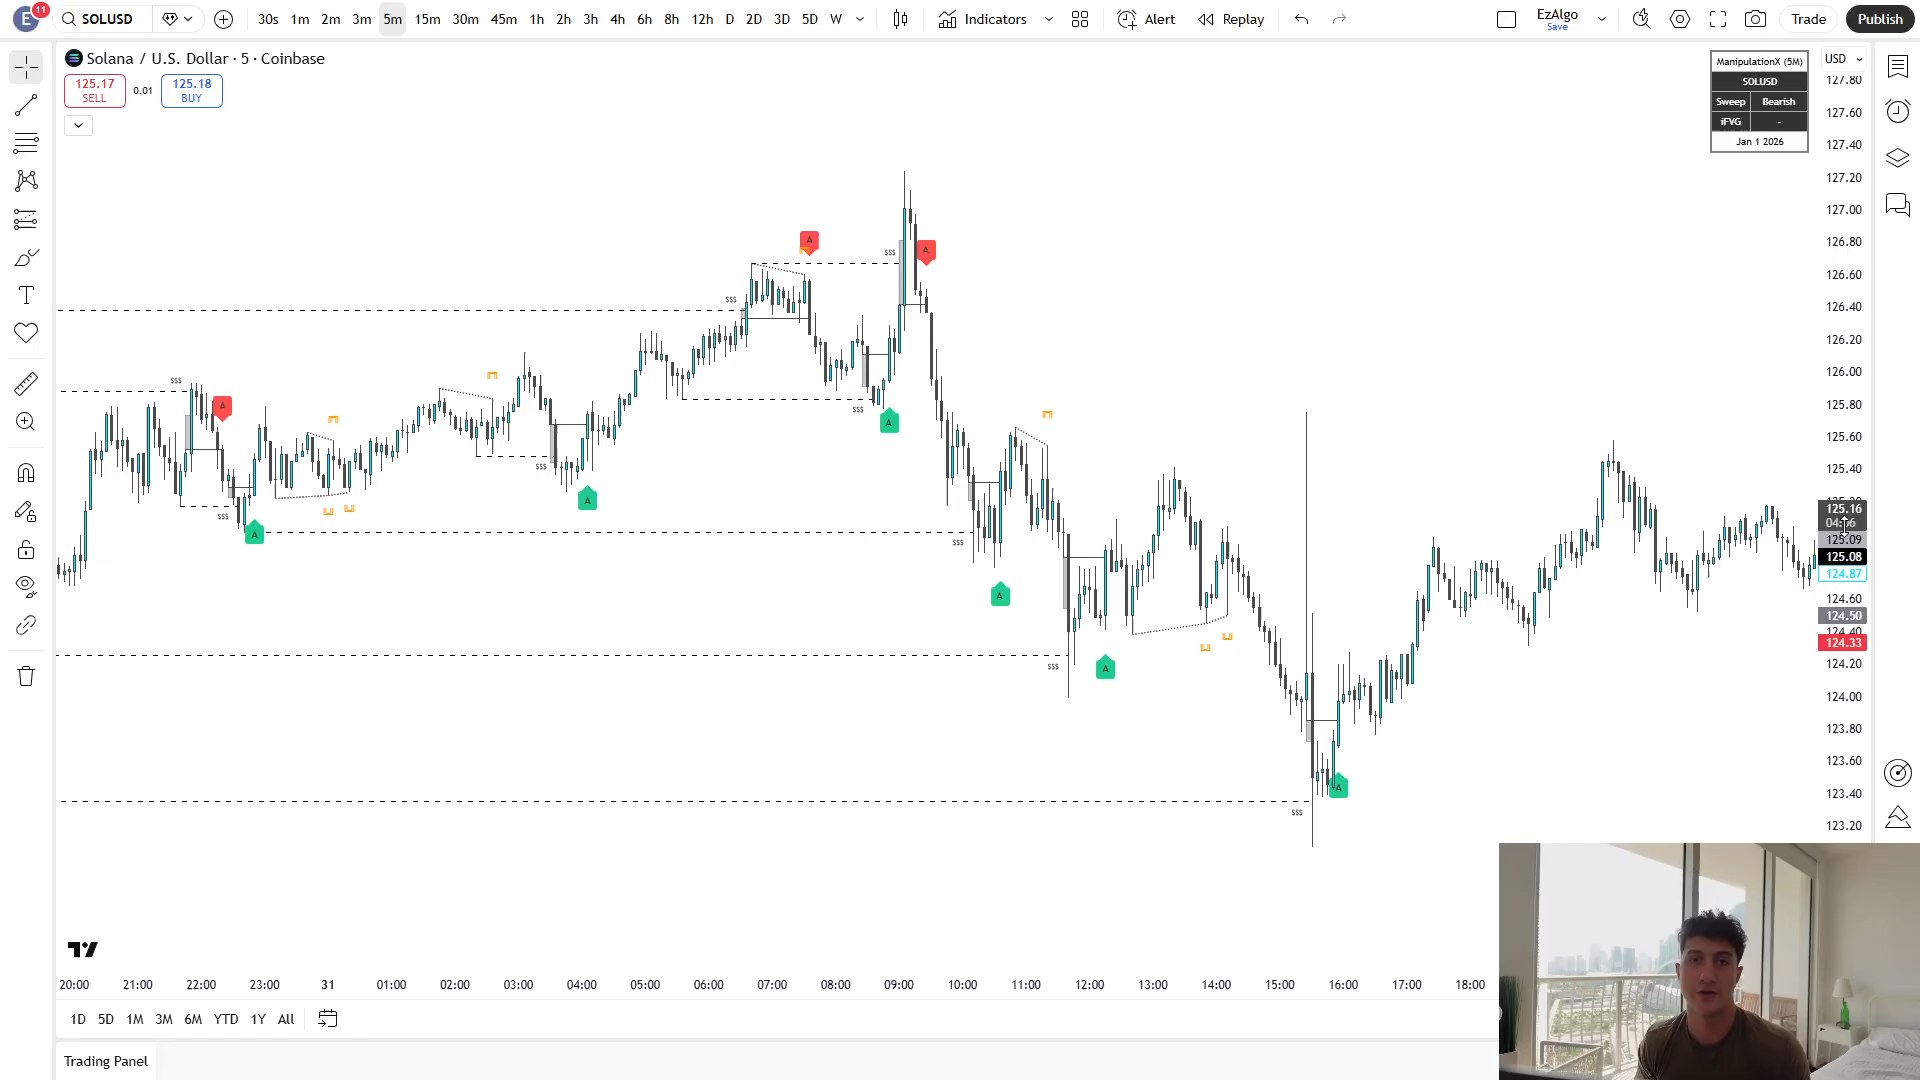 E
11
SOLUSD
30s 1m 2m 3m 5m 15m 30m 45m 1h 2h 3h 4h 6h 8h 12h D 2D 3D 5D W
Indicators
Alert
Replay
EzAlgo
Save
Trade
Publish
Solana / U.S. Dollar · 5 · Coinbase
125.17
SELL
0.01
125.18
BUY
ManipulationX (5M)
SOLUSD
Sweep Bearish
iFVG -
Jan 1 2026
USD
127.80
127.60
127.40
127.20
127.00
126.80
126.60
126.40
126.20
126.00
125.80
125.60
125.40
125.16
125.09
125.08
124.87
124.60
124.50
124.40
124.33
124.20
124.00
123.80
123.60
123.40
123.20
$$$
A
$$$
A
$$$
A
$$$
A
$$$
A
$$$
A
$$$
A
$$$
A
$$$
A
20:00 21:00 22:00 23:00 31 01:00 02:00 03:00 04:00 05:00 06:00 07:00 08:00 09:00 10:00 11:00 12:00 13:00 14:00 15:00 16:00 17:00 18:00
1D 5D 1M 3M 6M YTD 1Y All
Trading Panel